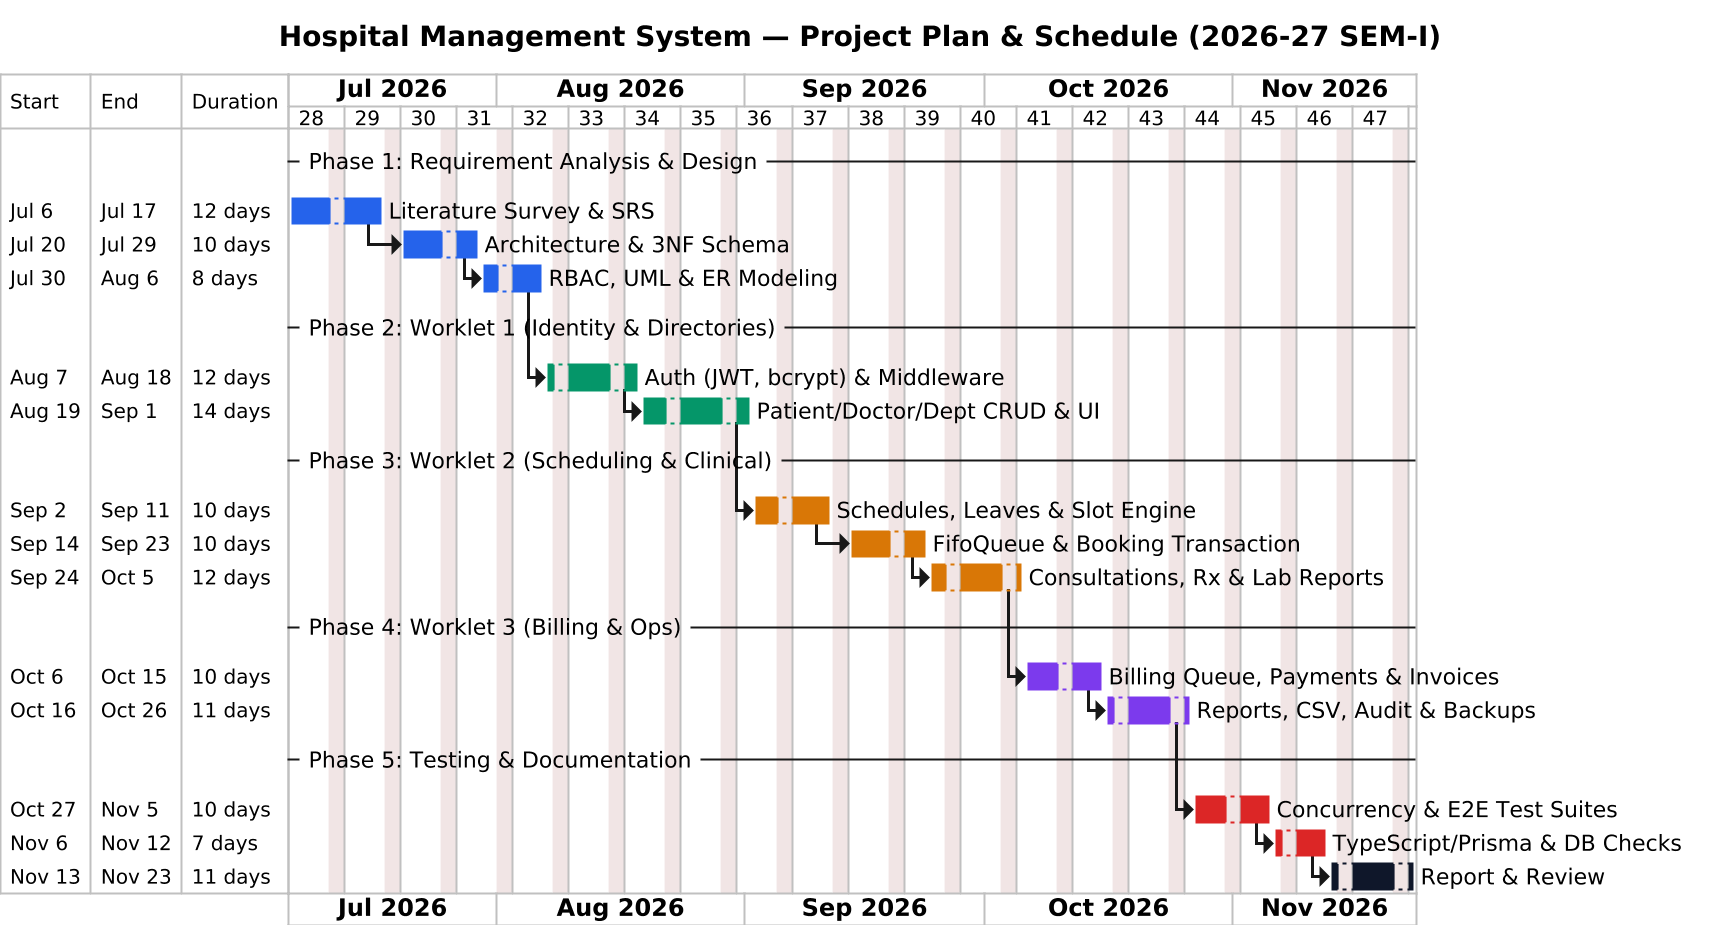 Hospital Management System — Project Plan & Schedule (2026-27 SEM-I)
Start End Duration Jul 2026 Aug 2026 Sep 2026 Oct 2026 Nov 2026
28 29 30 31 32 33 34 35 36 37 38 39 40 41 42 43 44 45 46 47
Phase 1: Requirement Analysis & Design
Jul 6 Jul 17 12 days Literature Survey & SRS
Jul 20 Jul 29 10 days Architecture & 3NF Schema
Jul 30 Aug 6 8 days RBAC, UML & ER Modeling
Phase 2: Worklet 1 (Identity & Directories)
Aug 7 Aug 18 12 days Auth (JWT, bcrypt) & Middleware
Aug 19 Sep 1 14 days Patient/Doctor/Dept CRUD & UI
Phase 3: Worklet 2 (Scheduling & Clinical)
Sep 2 Sep 11 10 days Schedules, Leaves & Slot Engine
Sep 14 Sep 23 10 days FifoQueue & Booking Transaction
Sep 24 Oct 5 12 days Consultations, Rx & Lab Reports
Phase 4: Worklet 3 (Billing & Ops)
Oct 6 Oct 15 10 days Billing Queue, Payments & Invoices
Oct 16 Oct 26 11 days Reports, CSV, Audit & Backups
Phase 5: Testing & Documentation
Oct 27 Nov 5 10 days Concurrency & E2E Test Suites
Nov 6 Nov 12 7 days TypeScript/Prisma & DB Checks
Nov 13 Nov 23 11 days Report & Review
Jul 2026 Aug 2026 Sep 2026 Oct 2026 Nov 2026